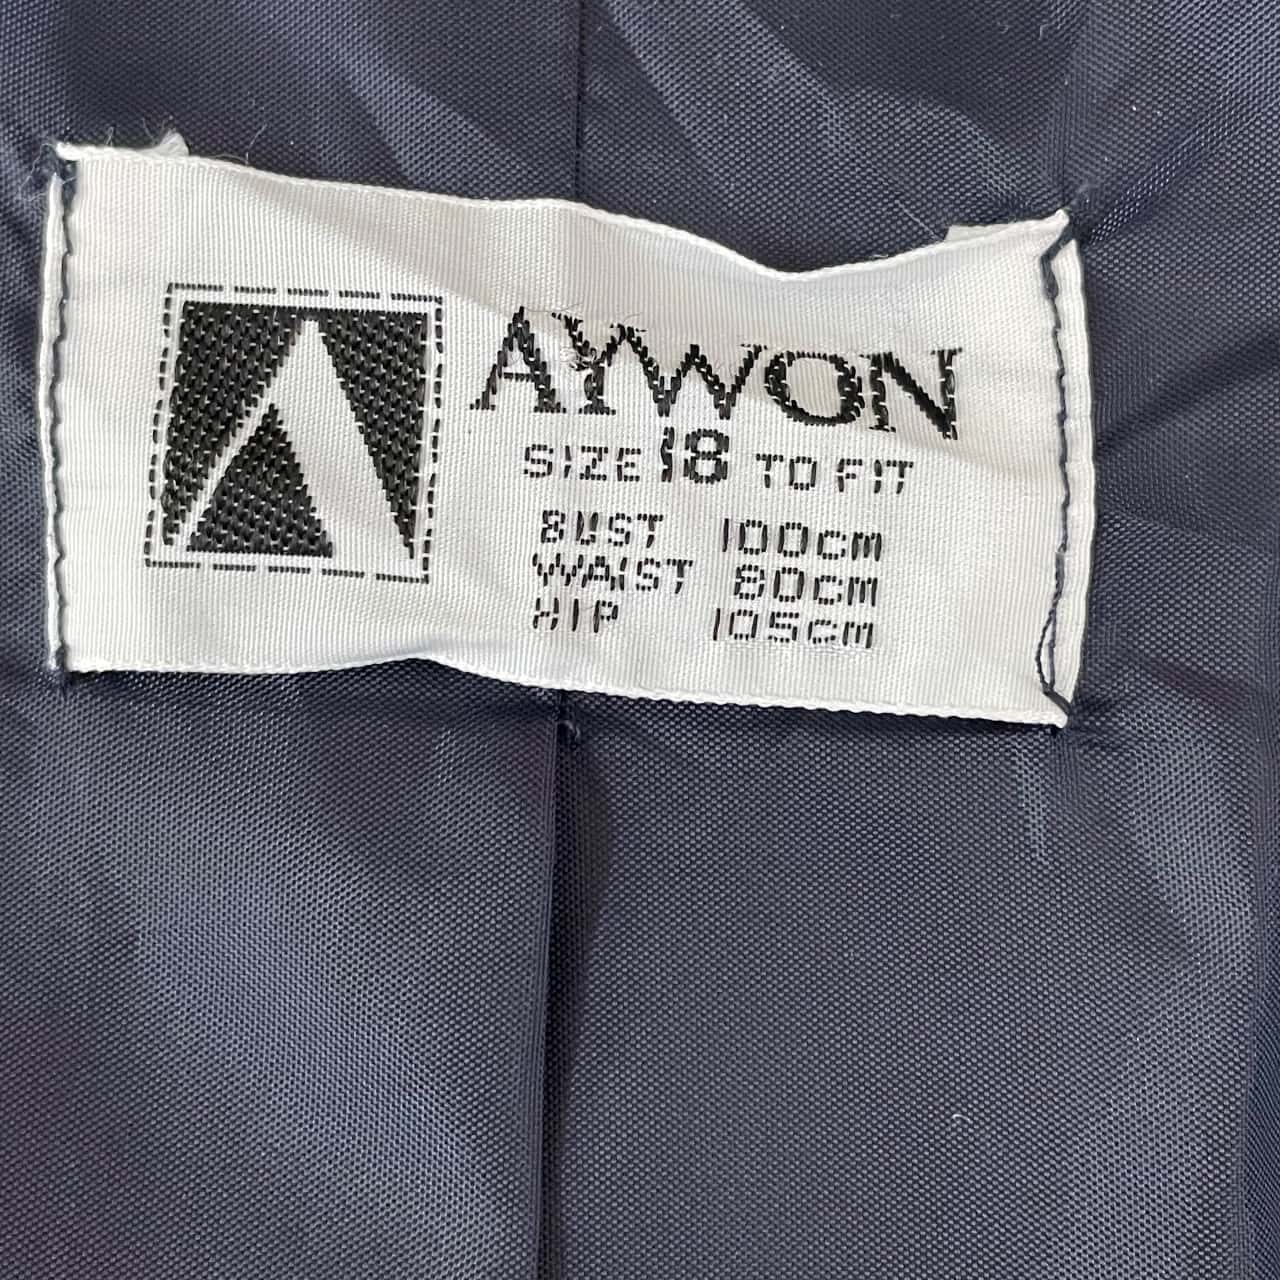 AYWON
SIZE 18 TO FIT
BUST 100CM
WAIST 80CM
HIP 105CM